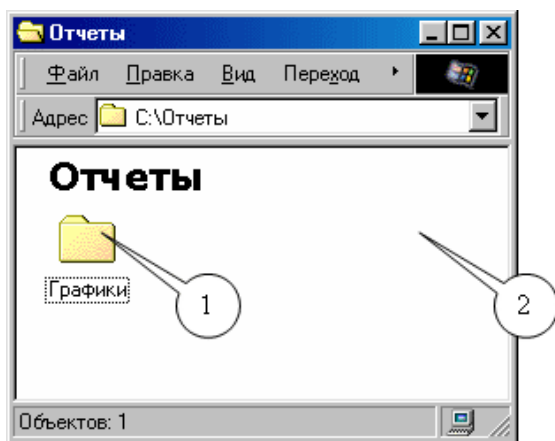 Отчеты
Файл Правка Вид Переход
Адрес C:\Отчеты
Отчеты
Графики
1
2
Объектов: 1